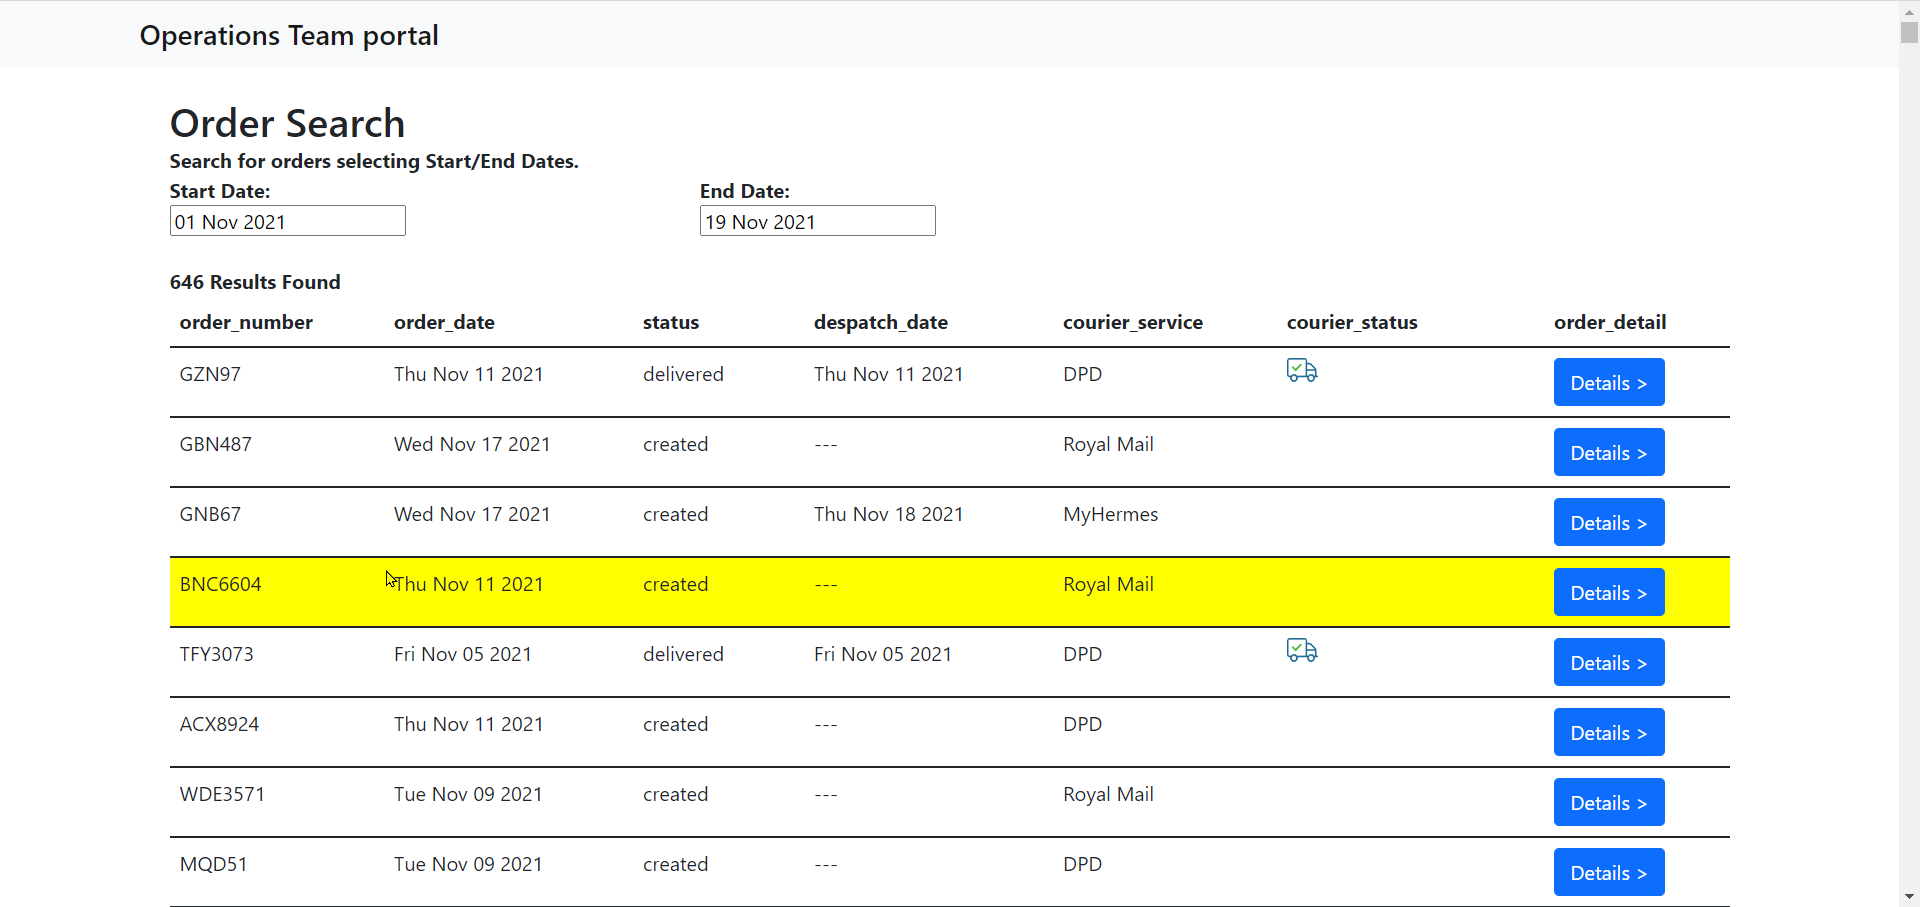 Operations Team portal
Order Search
Search for orders selecting Start/End Dates.
Start Date: End Date:
01 Nov 2021 19 Nov 2021
646 Results Found
order_number order_date status despatch_date courier_service courier_status order_detail
GZN97 Thu Nov 11 2021 delivered Thu Nov 11 2021 DPD Details >
GBN487 Wed Nov 17 2021 created --- Royal Mail Details >
GNB67 Wed Nov 17 2021 created Thu Nov 18 2021 MyHermes Details >
BNC6604 Thu Nov 11 2021 created --- Royal Mail Details >
TFY3073 Fri Nov 05 2021 delivered Fri Nov 05 2021 DPD Details >
ACX8924 Thu Nov 11 2021 created --- DPD Details >
WDE3571 Tue Nov 09 2021 created --- Royal Mail Details >
MQD51 Tue Nov 09 2021 created --- DPD Details >